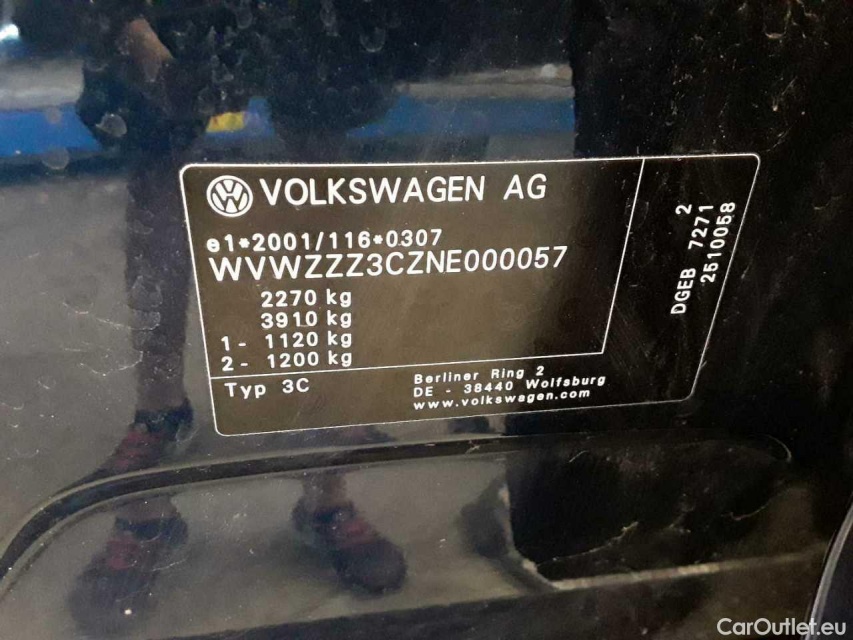 VOLKSWAGEN AG
e1*2001/116*0307
WVWZZZ3CZNE000057
2270 kg
3910 kg
1 - 1120 kg
2 - 1200 kg
Typ 3C
Berliner Ring 2
DE - 38440 Wolfsburg
www.volkswagen.com
2
DGEB 7271
2510058
CarOutlet.eu